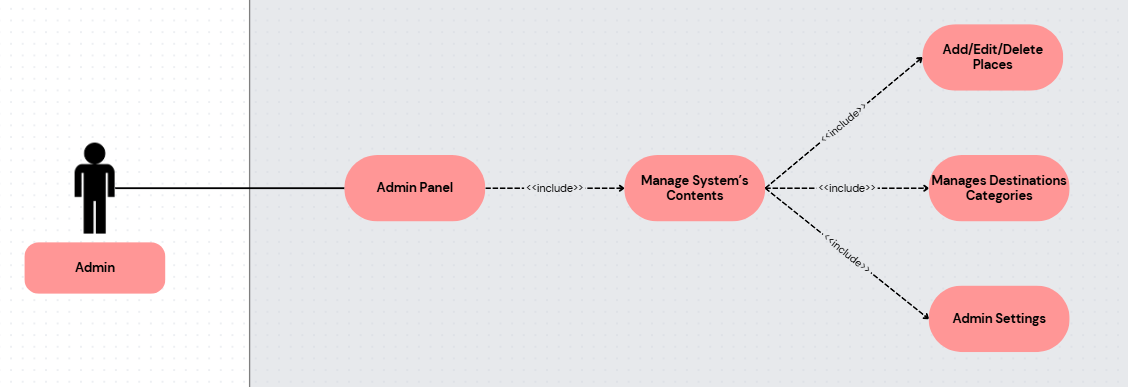 Add/Edit/Delete
Places
<<include>>
Admin Panel
<<include>>
Manage System's
Contents
<<include>>
Manages Destinations
Categories
<<include>>
Admin
Admin Settings